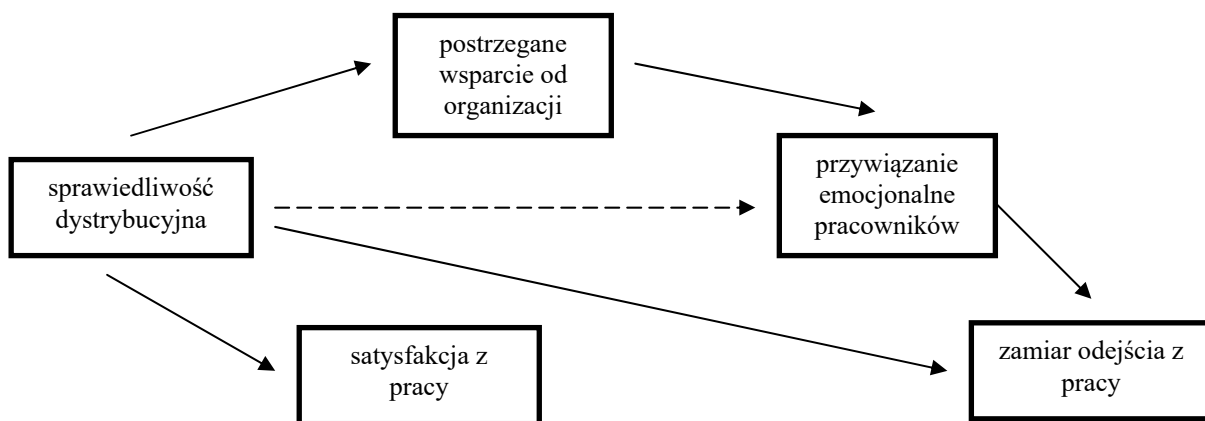 postrzegane
wsparcie od
organizacji
sprawiedliwość
dystrybucyjna
przywiązanie
emocjonalne
pracowników
satysfakcja z
pracy
zamiar odejścia z
pracy